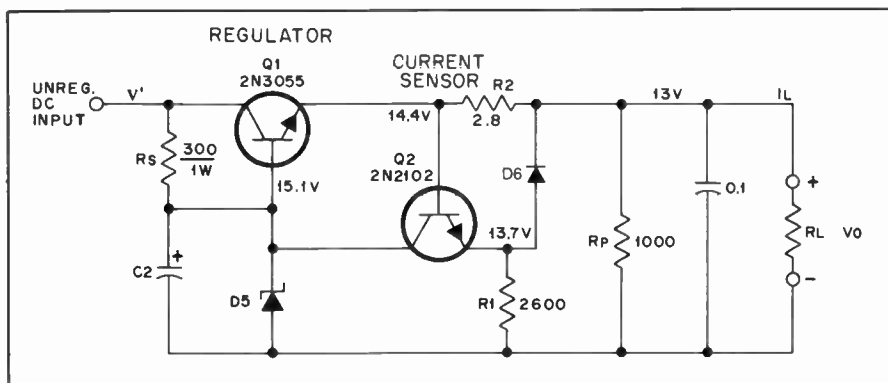 REGULATOR
Q1
2N3055
CURRENT
SENSOR
UNREG.
DC
INPUT
V'
14.4V
R2
2.8
13V
IL
RS
300
1W
15.1V
Q2
2N2102
D6
0.1
+
13.7V
RP
1000
RL
VO
C2
+
D5
R1
2600
-